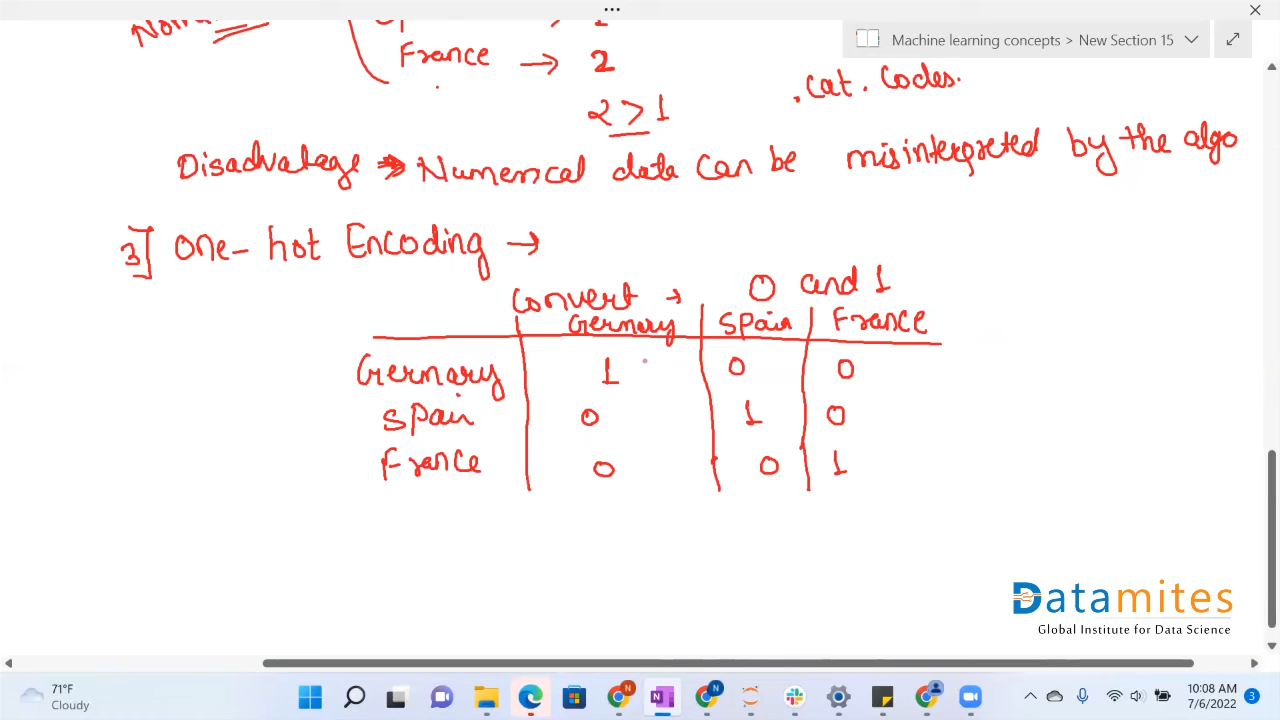 France → 2
Machine learning concepts > New Section 15
.cat. codes.
2 > 1
Disadvatage → Numerical data can be misinterpreted by the algo
3] One-hot Encoding →
Convert → 0 and 1
Germany Spain France
Germany 1 0 0
Spain 0 1 0
France 0 0 1
Datamites
Global Institute for Data Science
71°F
Cloudy
10:08 AM
7/6/2022
3